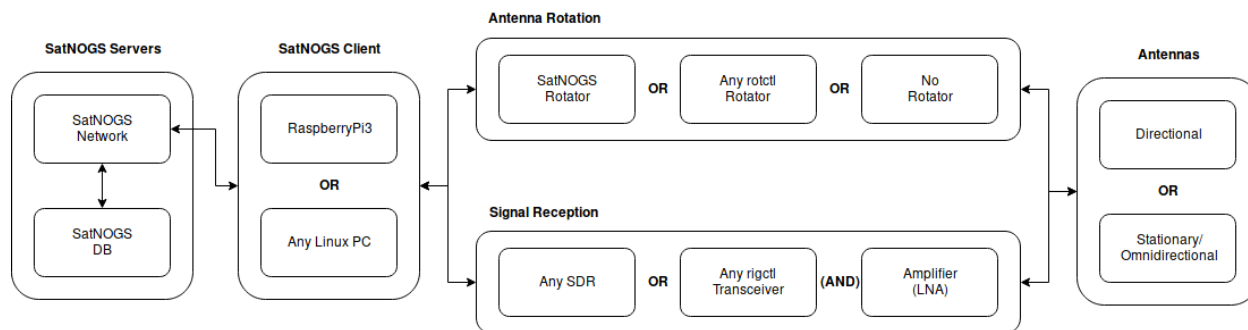 SatNOGS Servers
SatNOGS
Network
SatNOGS
DB
SatNOGS Client
RaspberryPi3
OR
Any Linux PC
Antenna Rotation
SatNOGS
Rotator
OR
Any rotctl
Rotator
OR
No
Rotator
Signal Reception
Any SDR
OR
Any rigctl
Transceiver
(AND)
Amplifier
(LNA)
Antennas
Directional
OR
Stationary/
Omnidirectional